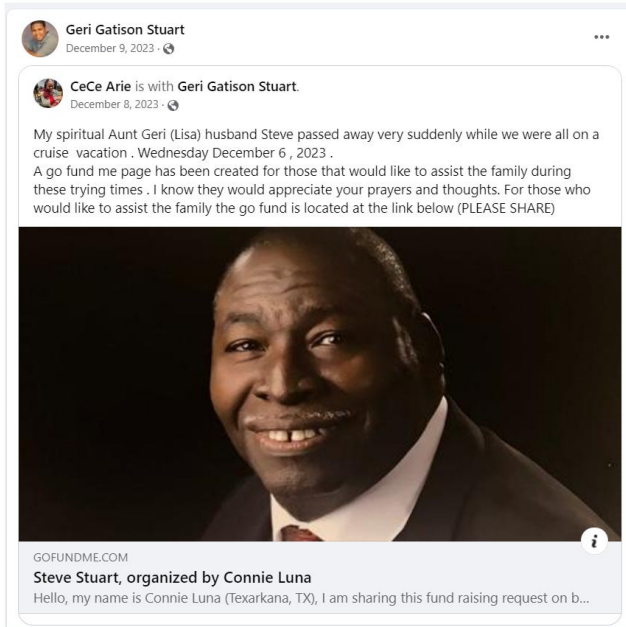 Geri Gatison Stuart
December 9, 2023 ·
CeCe Arie is with Geri Gatison Stuart.
December 8, 2023 ·
My spiritual Aunt Geri (Lisa) husband Steve passed away very suddenly while we were all on a
cruise  vacation . Wednesday December 6 , 2023 .
A go fund me page has been created for those that would like to assist the family during
these trying times . I know they would appreciate your prayers and thoughts. For those who
would like to assist the family the go fund is located at the link below (PLEASE SHARE)
GOFUNDME.COM
Steve Stuart, organized by Connie Luna
Hello, my name is Connie Luna (Texarkana, TX), I am sharing this fund raising request on b...